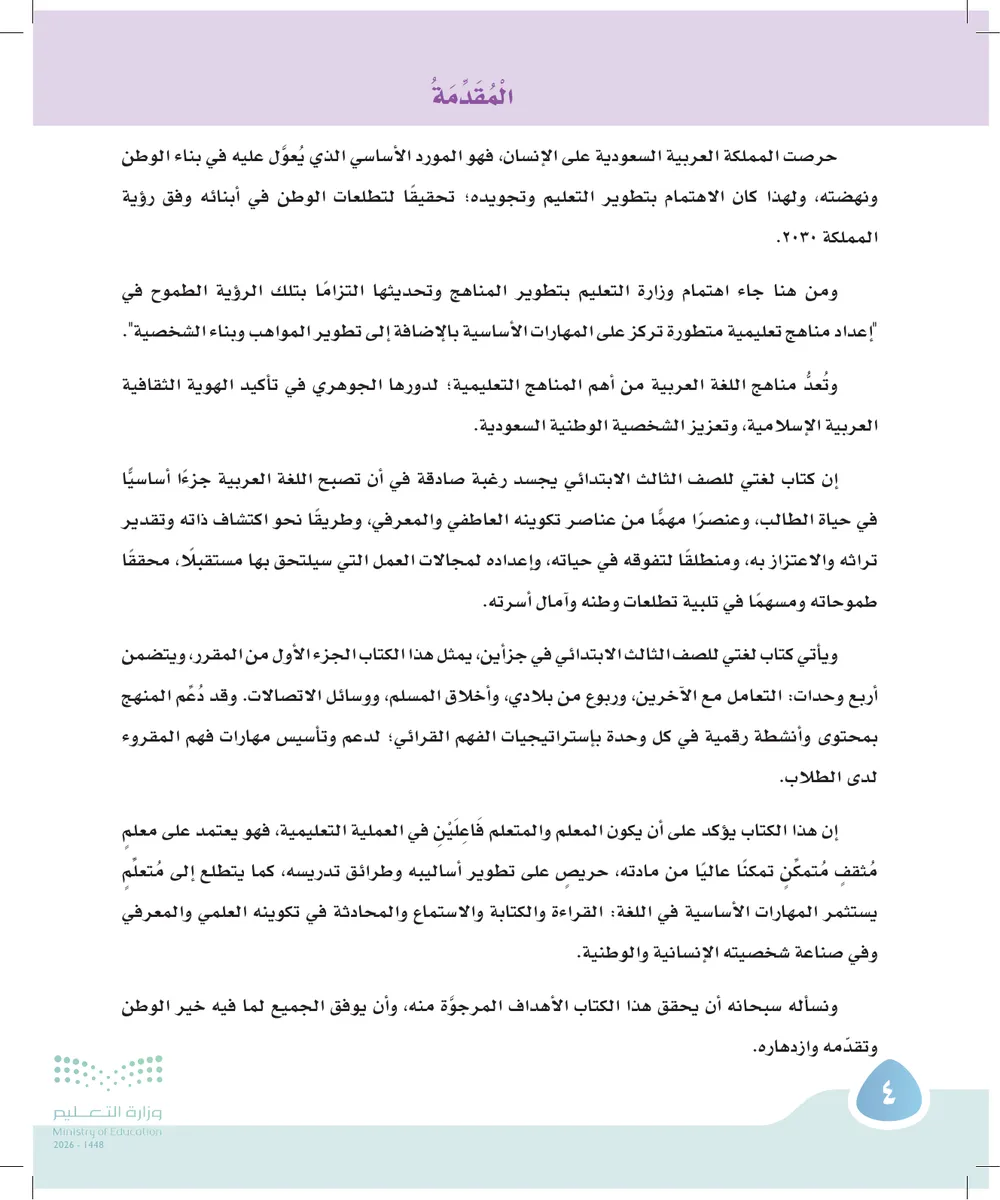 الْمُقَدِّمَةُ
حرصت المملكة العربية السعودية على الإنسان، فهو المورد الأساسي الذي يُعوَّل عليه في بناء الوطن
ونهضته، ولهذا كان الاهتمام بتطوير التعليم وتجويده؛ تحقيقًا لتطلعات الوطن في أبنائه وفق رؤية
المملكة ٢٠٣٠.
ومن هنا جاء اهتمام وزارة التعليم بتطوير المناهج وتحديثها التزامًا بتلك الرؤية الطموح في
"إعداد مناهج تعليمية متطورة تركز على المهارات الأساسية بالإضافة إلى تطوير المواهب وبناء الشخصية".
وتُعدُّ مناهج اللغة العربية من أهم المناهج التعليمية؛ لدورها الجوهري في تأكيد الهوية الثقافية
العربية الإسلامية، وتعزيز الشخصية الوطنية السعودية.
إن كتاب لغتي للصف الثالث الابتدائي يجسد رغبة صادقة في أن تصبح اللغة العربية جزءًا أساسيًّا
في حياة الطالب، وعنصرًا مهمًّا من عناصر تكوينه العاطفي والمعرفي، وطريقًا نحو اكتشاف ذاته وتقدير
تراثه والاعتزاز به، ومنطلقًا لتفوقه في حياته، وإعداده لمجالات العمل التي سيلتحق بها مستقبلًا، محققًا
طموحاته ومسهمًا في تلبية تطلعات وطنه وآمال أسرته.
ويأتي كتاب لغتي للصف الثالث الابتدائي في جزأين، يمثل هذا الكتاب الجزء الأول من المقرر، ويتضمن
أربع وحدات: التعامل مع الآخرين، وربوع من بلادي، وأخلاق المسلم، ووسائل الاتصالات. وقد دُعِّم المنهج
بمحتوى وأنشطة رقمية في كل وحدة بإستراتيجيات الفهم القرائي؛ لدعم وتأسيس مهارات فهم المقروء
لدى الطلاب.
إن هذا الكتاب يؤكد على أن يكون المعلم والمتعلم فَاعِلَيْنِ في العملية التعليمية، فهو يعتمد على معلمٍ
مُثقفٍ مُتمكِّنٍ تمكنًا عاليًا من مادته، حريصٍ على تطوير أساليبه وطرائق تدريسه، كما يتطلع إلى مُتعلِّمٍ
يستثمر المهارات الأساسية في اللغة: القراءة والكتابة والاستماع والمحادثة في تكوينه العلمي والمعرفي
وفي صناعة شخصيته الإنسانية والوطنية.
ونسأله سبحانه أن يحقق هذا الكتاب الأهداف المرجوَّة منه، وأن يوفق الجميع لما فيه خير الوطن
وتقدّمه وازدهاره.
٤
وزارة التعليم
Ministry of Education
2026 - 1448